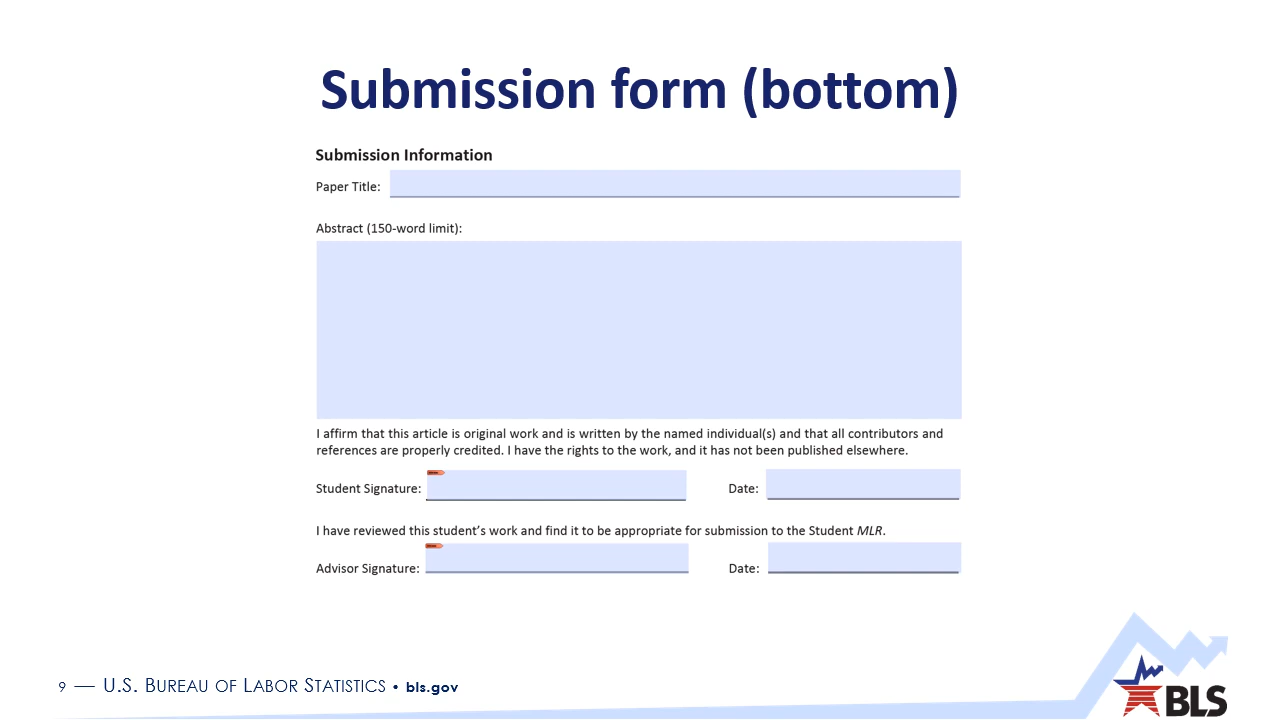 Submission form (bottom)
Submission Information
Paper Title:
Abstract (150-word limit):
I affirm that this article is original work and is written by the named individual(s) and that all contributors and
references are properly credited. I have the rights to the work, and it has not been published elsewhere.
Student Signature:
Date:
I have reviewed this student’s work and find it to be appropriate for submission to the Student MLR.
Advisor Signature:
Date:
9 — U.S. BUREAU OF LABOR STATISTICS • bls.gov
BLS